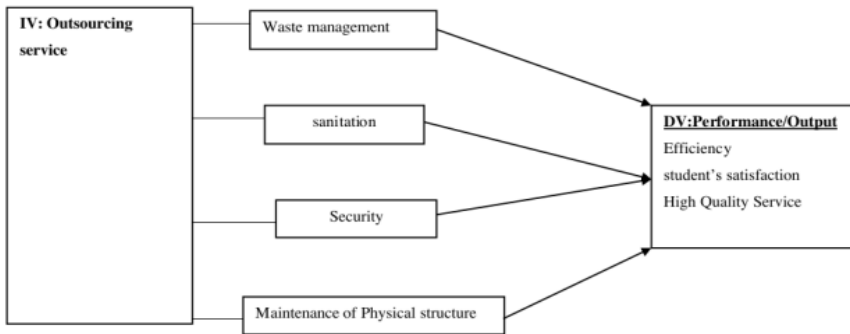 IV: Outsourcing
service
Waste management
sanitation
Security
Maintenance of Physical structure
DV:Performance/Output
Efficiency
student's satisfaction
High Quality Service